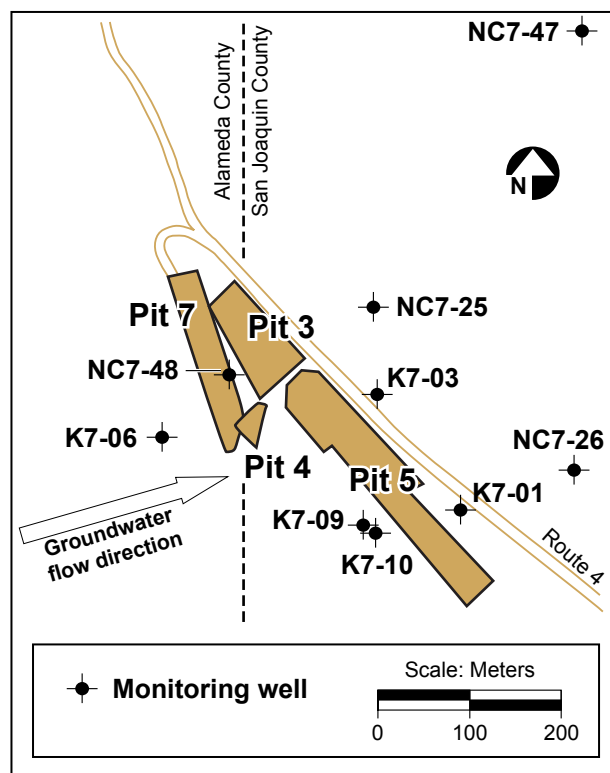 NC7-47
Alameda County
San Joaquin County
N
Pit 7
Pit 3
NC7-25
NC7-48
K7-03
K7-06
NC7-26
Pit 4
Pit 5
K7-01
K7-09
K7-10
Groundwater
flow direction
Route 4
Monitoring well
Scale: Meters
0 100 200